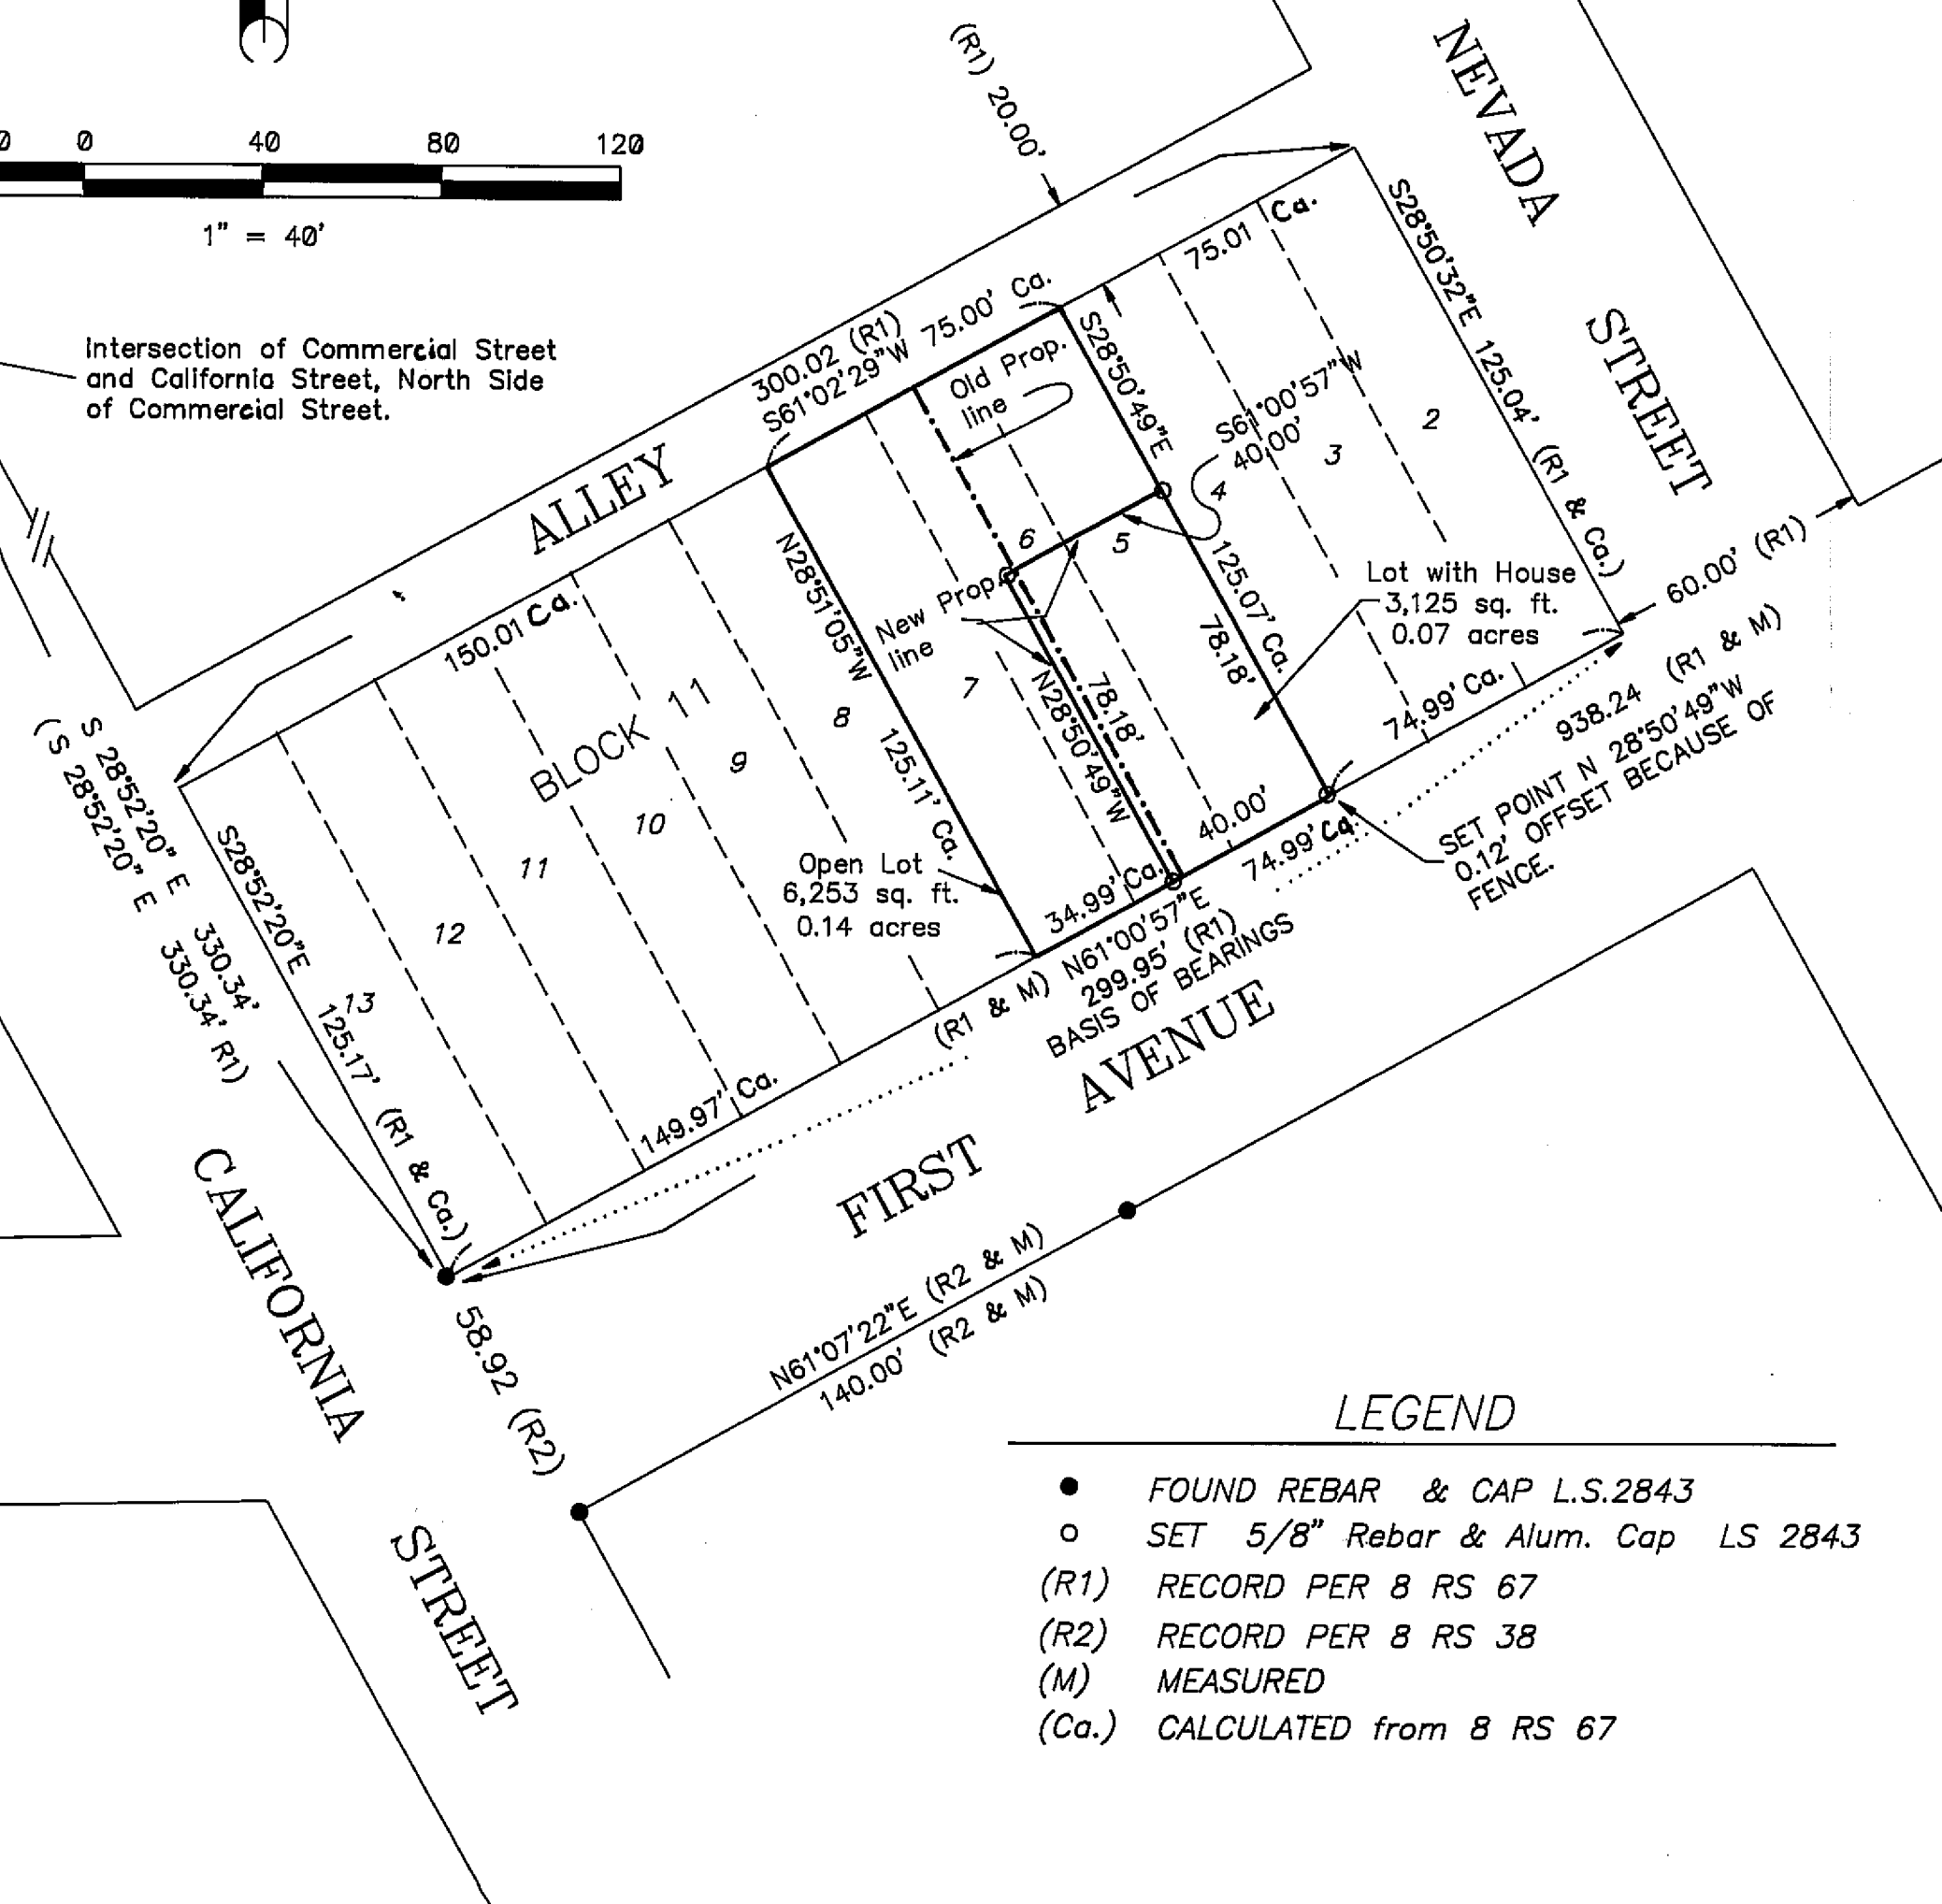 0
0
40
80
120
1" = 40'
Intersection of Commercial Street
and California Street, North Side
of Commercial Street.
(R1) 20.00'
NEVADA
STREET
ALLEY
300.02 (R1)
S61°02'29"W 75.00' Ca.
75.01 Ca.
150.01 Ca.
Old Prop.
line
S28°50'49"E
S61°00'57"W
40.00'
S28°50'32"E 125.04' (R1 & Ca.)
2
3
4
5
6
7
8
9
10
11
12
13
BLOCK 11
N28°51'05"W
125.11' Ca.
New Prop.
line
N28°50'49"W
78.18'
125.07' Ca.
78.18'
Lot with House
3,125 sq. ft.
0.07 acres
60.00' (R1)
74.99' Ca.
938.24 (R1 & M)
SET POINT N 28°50'49"W
0.12' OFFSET BECAUSE OF
FENCE.
40.00'
74.99' Ca.
34.99' Ca.
Open Lot
6,253 sq. ft.
0.14 acres
(R1 & M) N61°00'57"E
299.95' (R1)
BASIS OF BEARINGS
149.97' Ca.
S28°52'20"E 125.17' (R1 & Ca.)
S 28°52'20" E 330.34'
(S 28°52'20" E 330.34' R1)
FIRST AVENUE
CALIFORNIA
STREET
58.92 (R2)
N61°07'22"E (R2 & M)
140.00' (R2 & M)
LEGEND
FOUND REBAR & CAP L.S.2843
SET 5/8" Rebar & Alum. Cap LS 2843
(R1) RECORD PER 8 RS 67
(R2) RECORD PER 8 RS 38
(M) MEASURED
(Ca.) CALCULATED from 8 RS 67